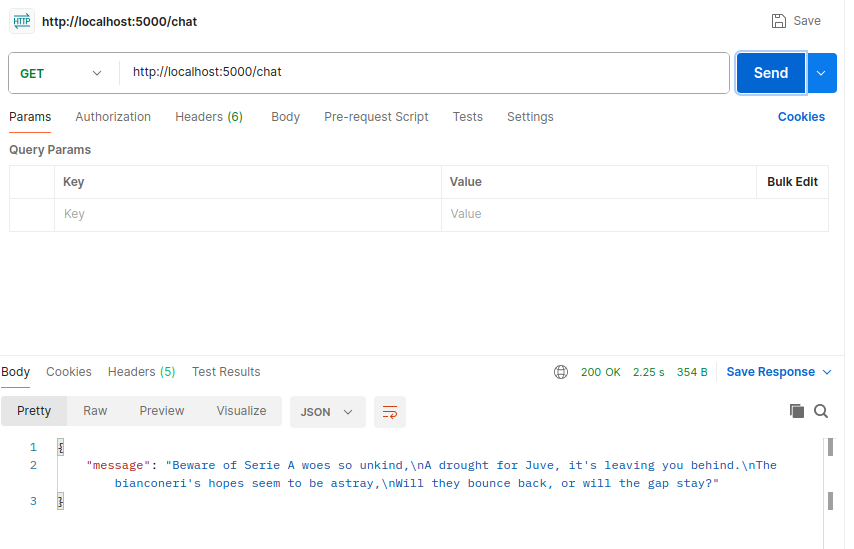 HTTP http://localhost:5000/chat Save
GET http://localhost:5000/chat Send
Params Authorization Headers (6) Body Pre-request Script Tests Settings Cookies
Query Params
Key Value Bulk Edit
Key Value
Body Cookies Headers (5) Test Results 200 OK 2.25 s 354 B Save Response
Pretty Raw Preview Visualize JSON
1 {
2 "message": "Beware of Serie A woes so unkind,\nA drought for Juve, it's leaving you behind.\nThe
bianconeri's hopes seem to be astray,\nWill they bounce back, or will the gap stay?"
3 }